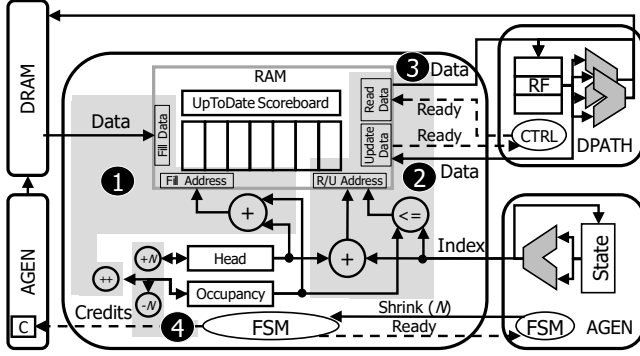 DRAM
AGEN
C
Data
Credits
1
RAM
UpToDate Scoreboard
Fill Data
Read Data
Update Data
Fill Address
R/U Address
+
+
<=
+N
-N
++
Head
Occupancy
FSM
4
3
Data
Ready
Ready
2
Data
Index
Shrink (N)
Ready
RF
CTRL
DPATH
State
FSM
AGEN